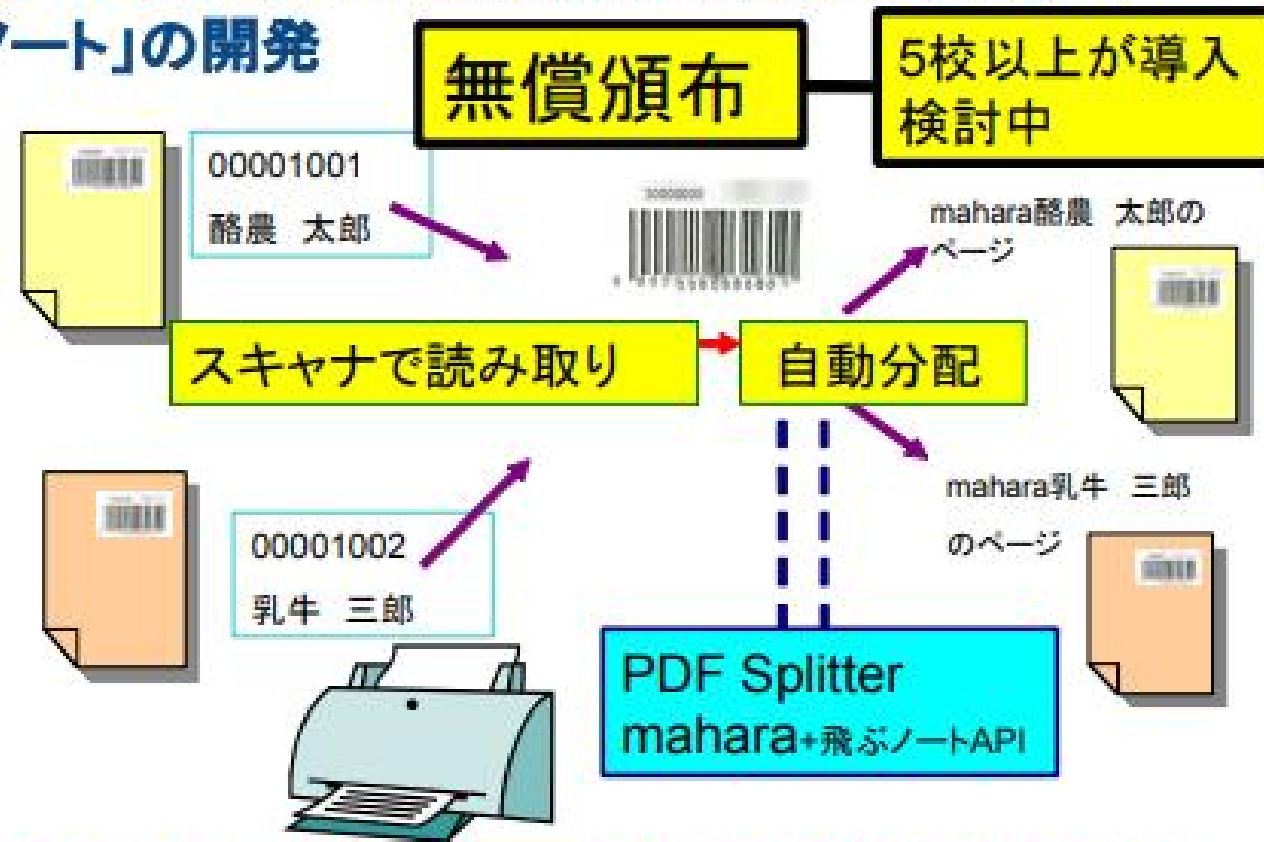 ノート」の開発
無償頒布
5校以上が導入
検討中
00001001
酪農　太郎
mahara酪農　太郎の
ページ
スキャナで読み取り
自動分配
00001002
乳牛　三郎
mahara乳牛　三郎
のページ
PDF Splitter
mahara+飛ぶノートAPI